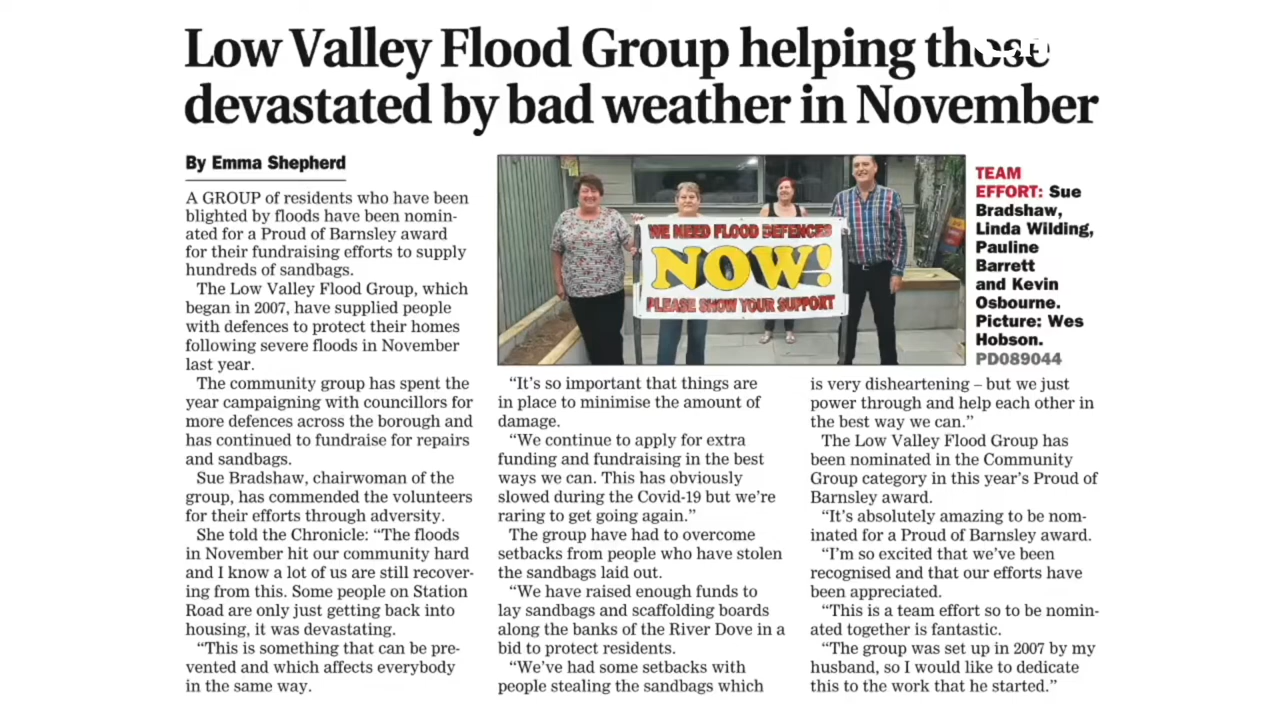 Low Valley Flood Group helping those
devastated by bad weather in November
By Emma Shepherd
A GROUP of residents who have been
blighted by floods have been nomin-
ated for a Proud of Barnsley award
for their fundraising efforts to supply
hundreds of sandbags.
The Low Valley Flood Group, which
began in 2007, have supplied people
with defences to protect their homes
following severe floods in November
last year.
The community group has spent the
year campaigning with councillors for
more defences across the borough and
has continued to fundraise for repairs
and sandbags.
Sue Bradshaw, chairwoman of the
group, has commended the volunteers
for their efforts through adversity.
She told the Chronicle: “The floods
in November hit our community hard
and I know a lot of us are still recover-
ing from this. Some people on Station
Road are only just getting back into
housing, it was devastating.
“This is something that can be pre-
vented and which affects everybody
in the same way.
WE NEED FLOOD DEFENCES
NOW!
PLEASE SHOW YOUR SUPPORT
TEAM
EFFORT: Sue
Bradshaw,
Linda Wilding,
Pauline
Barrett
and Kevin
Osbourne.
Picture: Wes
Hobson.
PD089044
“It’s so important that things are
in place to minimise the amount of
damage.
“We continue to apply for extra
funding and fundraising in the best
ways we can. This has obviously
slowed during the Covid-19 but we’re
raring to get going again.”
The group have had to overcome
setbacks from people who have stolen
the sandbags laid out.
“We have raised enough funds to
lay sandbags and scaffolding boards
along the banks of the River Dove in a
bid to protect residents.
“We’ve had some setbacks with
people stealing the sandbags which
is very disheartening – but we just
power through and help each other in
the best way we can.”
The Low Valley Flood Group has
been nominated in the Community
Group category in this year’s Proud of
Barnsley award.
“It’s absolutely amazing to be nom-
inated for a Proud of Barnsley award.
“I’m so excited that we’ve been
recognised and that our efforts have
been appreciated.
“This is a team effort so to be nomin-
ated together is fantastic.
“The group was set up in 2007 by my
husband, so I would like to dedicate
this to the work that he started.”